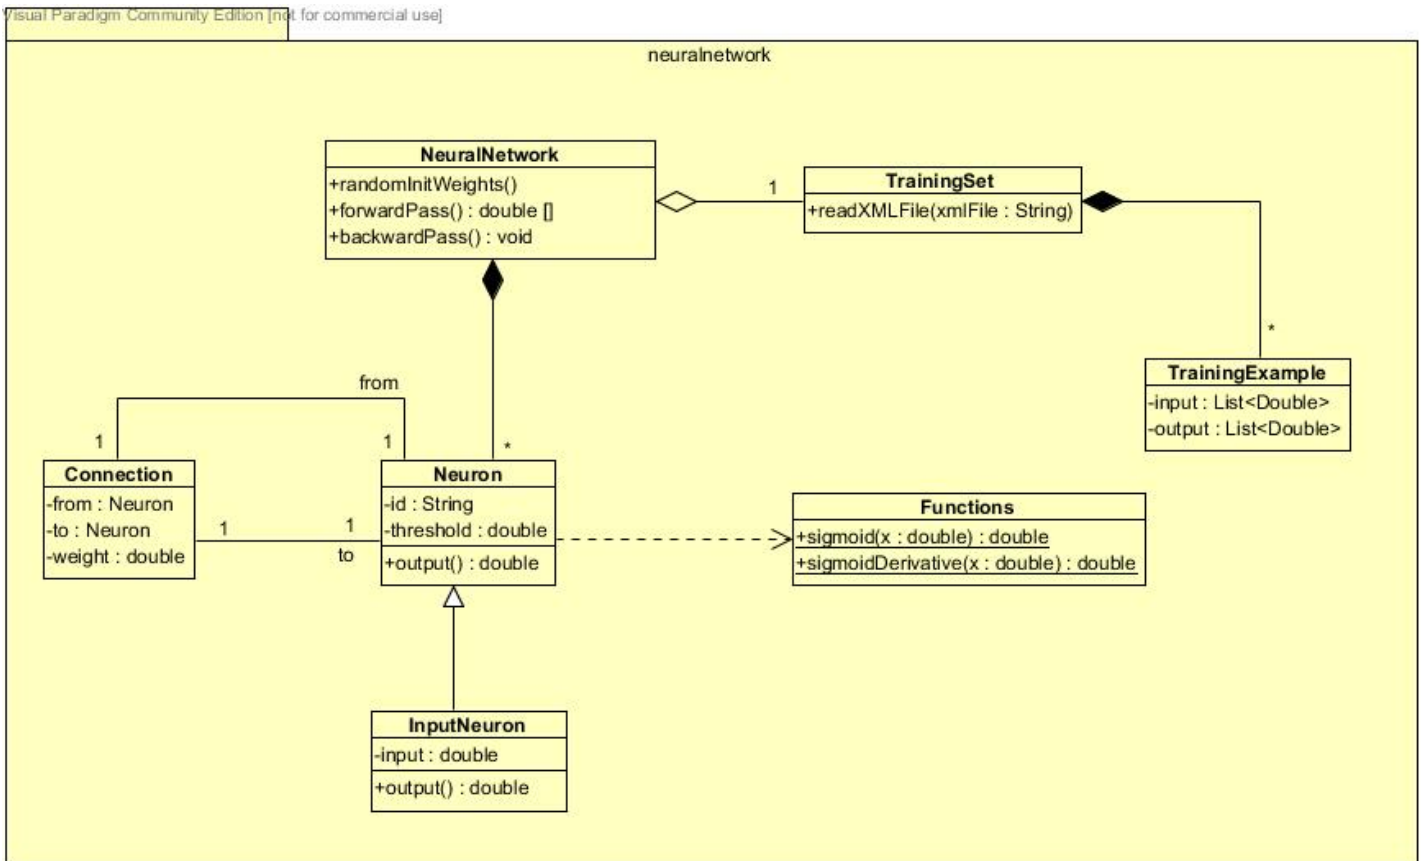 Visual Paradigm Community Edition [not for commercial use]
neuralnetwork
NeuralNetwork
+randomInitWeights()
+forwardPass() : double []
+backwardPass() : void
1
TrainingSet
+readXMLFile(xmlFile : String)
*
TrainingExample
-input : List<Double>
-output : List<Double>
from
1
1
*
Connection
-from : Neuron
-to : Neuron
-weight : double
1
1
to
Neuron
-id : String
-threshold : double
+output() : double
Functions
+sigmoid(x : double) : double
+sigmoidDerivative(x : double) : double
InputNeuron
-input : double
+output() : double